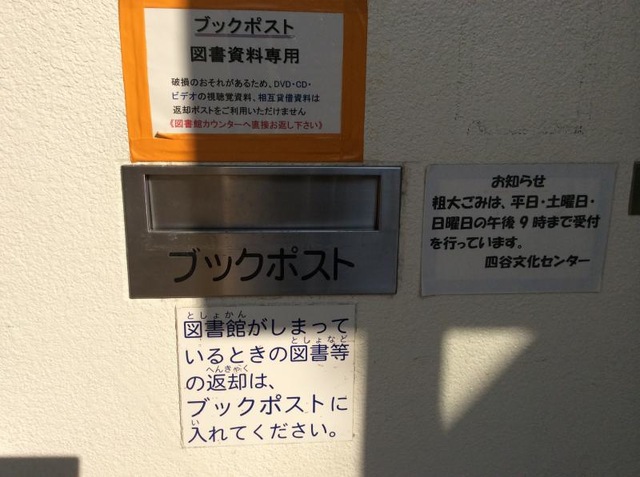 ブックポスト
図書資料専用
破損のおそれがあるため、DVD・CD・
ビデオの視聴覚資料、相互貸借資料は
返却ポストをご利用いただけません
《図書館カウンターへ直接お返し下さい》
ブックポスト
お知らせ
粗大ごみは、平日・土曜日・
日曜日の午後9時まで受付
を行っています。
四谷文化センター
としょかん
図書館がしまって
としょなど
いるときの図書等
へんきゃく
の返却は、
ブックポストに
い
入れてください。